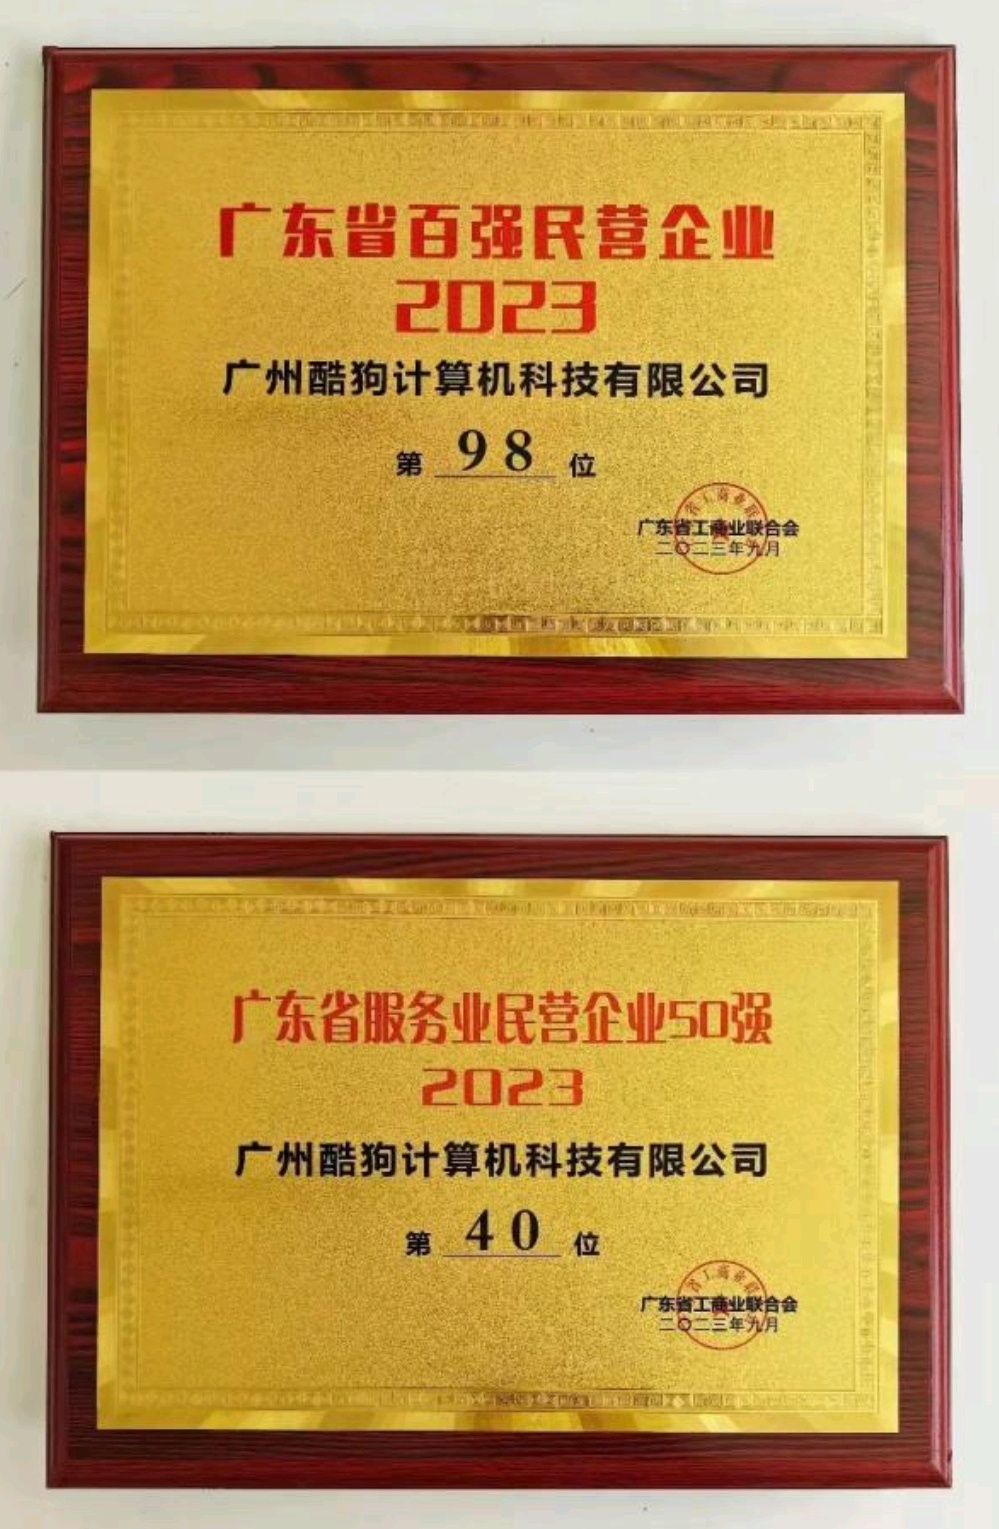 广东省百强民营企业
2023
广州酷狗计算机科技有限公司
第 98 位
广东省工商业联合会
二〇二三年九月
广东省服务业民营企业50强
2023
广州酷狗计算机科技有限公司
第 40 位
广东省工商业联合会
二〇二三年九月